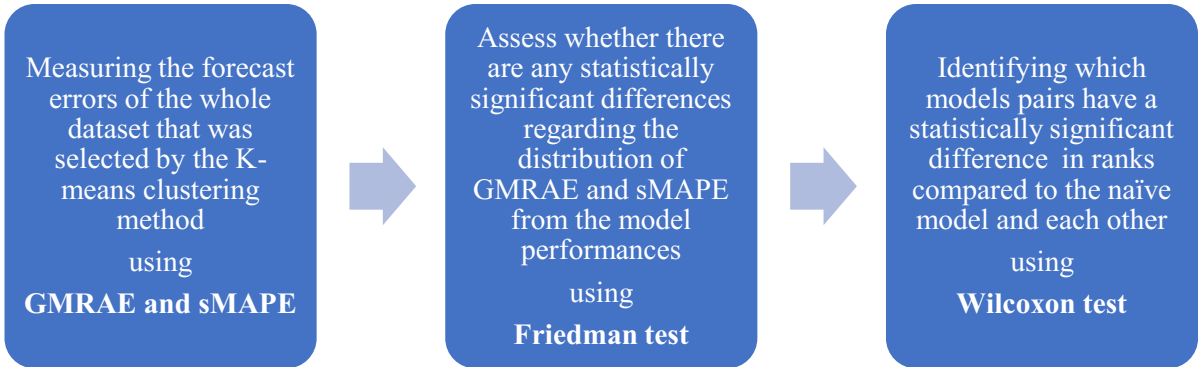 Measuring the forecast
errors of the whole
dataset that was
selected by the K-
means clustering
method
using
GMRAE and sMAPE
Assess whether there
are any statistically
significant differences
regarding the
distribution of
GMRAE and sMAPE
from the model
performances
using
Friedman test
Identifying which
models pairs have a
statistically significant
difference in ranks
compared to the naïve
model and each other
using
Wilcoxon test